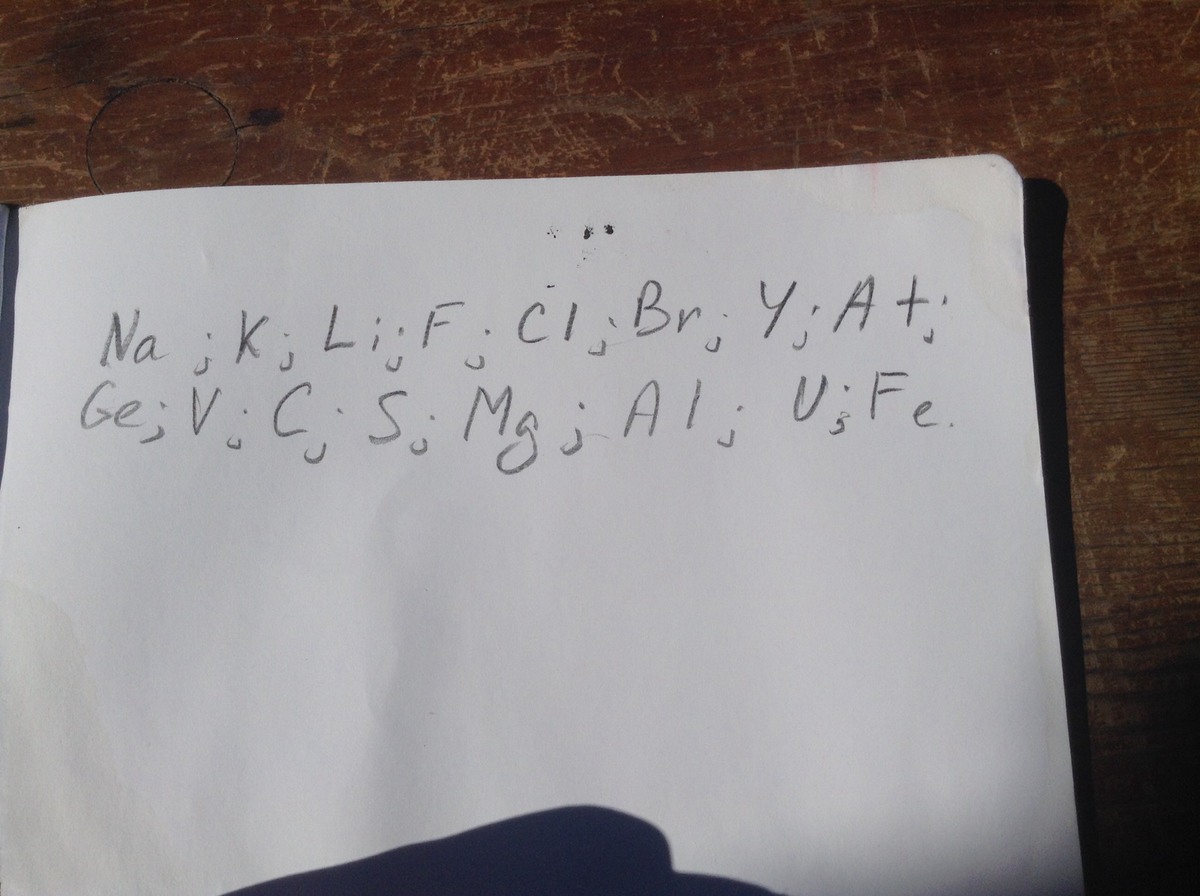 Na ; K ; Li ; F ; Cl ; Br ; Y ; At ;
Ge ; V ; C ; S ; Mg ; Al ; U ; Fe.